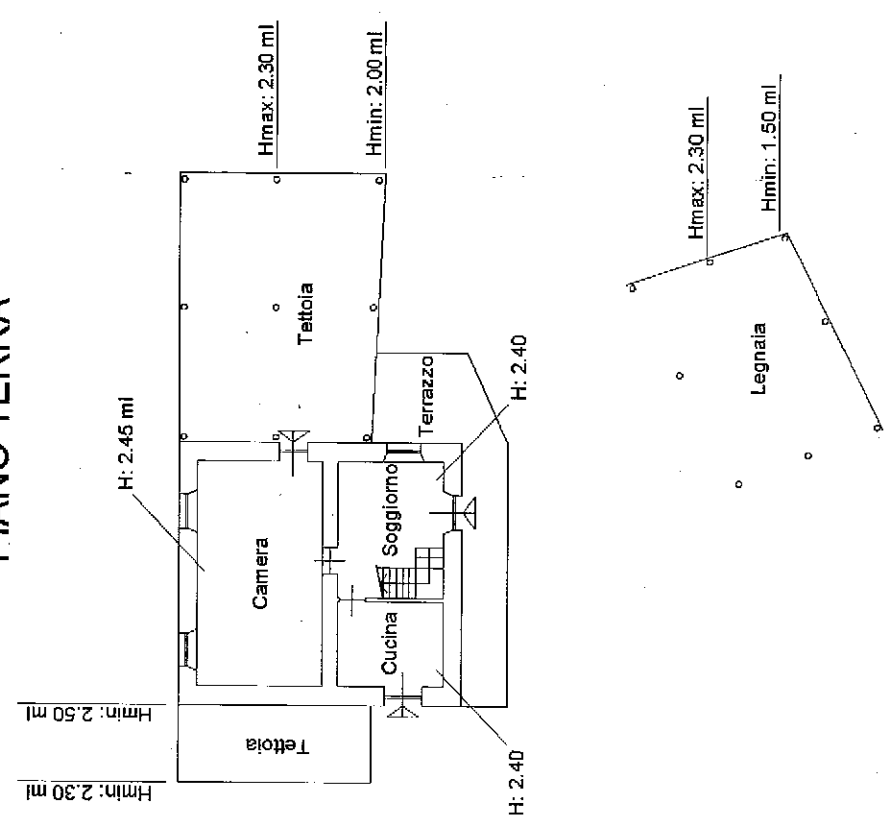 PIANO TERRA
H: 2.45 ml
Hmax: 2.30 ml
Hmin: 2.00 ml
Tettoia
Camera
Hmin: 2.50 ml
Hmin: 2.30 ml
Tettoia
Cucina
Soggiorno
Terrazzo
H: 2.40
H: 2.40
Hmax: 2.30 ml
Hmin: 1.50 ml
Legnaia